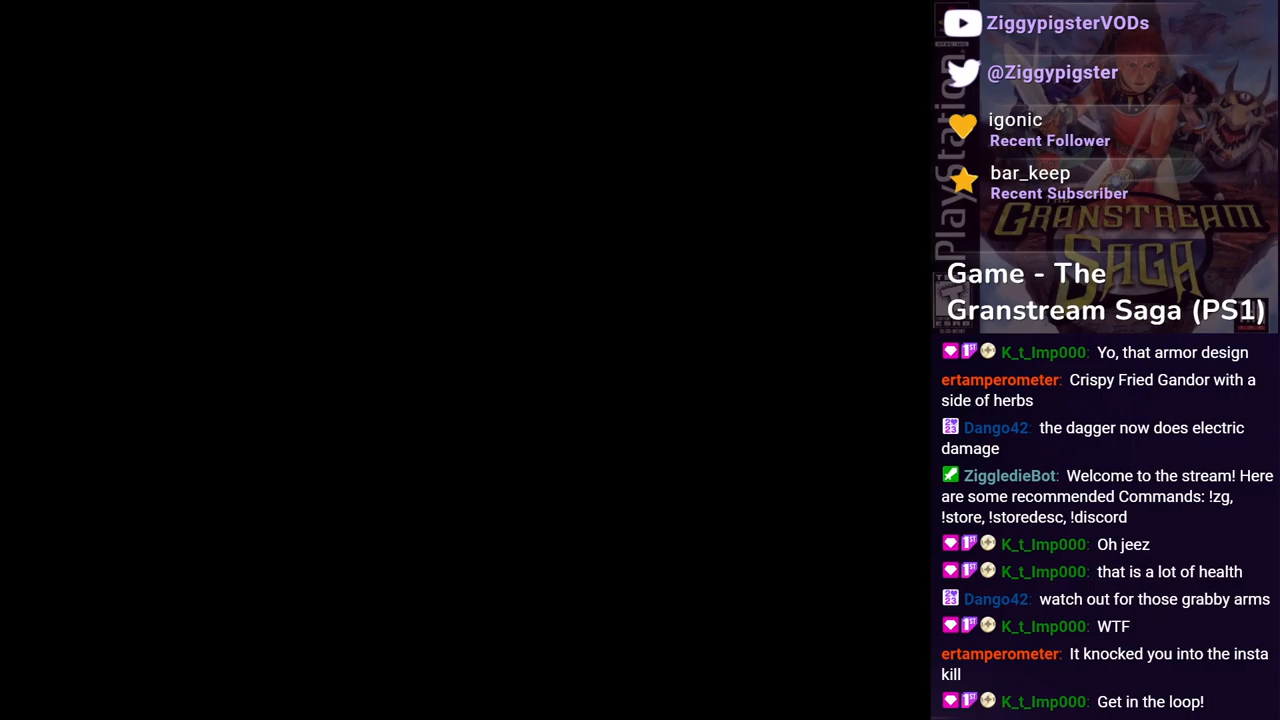 ZiggypigsterVODs
@Ziggypigster
igonic
Recent Follower
bar_keep
Recent Subscriber
PlayStation
THE
GRANSTREAM
SAGA
Game - The
Granstream Saga (PS1)
K_t_Imp000: Yo, that armor design
ertamperometer: Crispy Fried Gandor with a
side of herbs
Dango42: the dagger now does electric
damage
ZiggledieBot: Welcome to the stream! Here
are some recommended Commands: !zg,
!store, !storedesc, !discord
K_t_Imp000: Oh jeez
K_t_Imp000: that is a lot of health
Dango42: watch out for those grabby arms
K_t_Imp000: WTF
ertamperometer: It knocked you into the insta
kill
K_t_Imp000: Get in the loop!